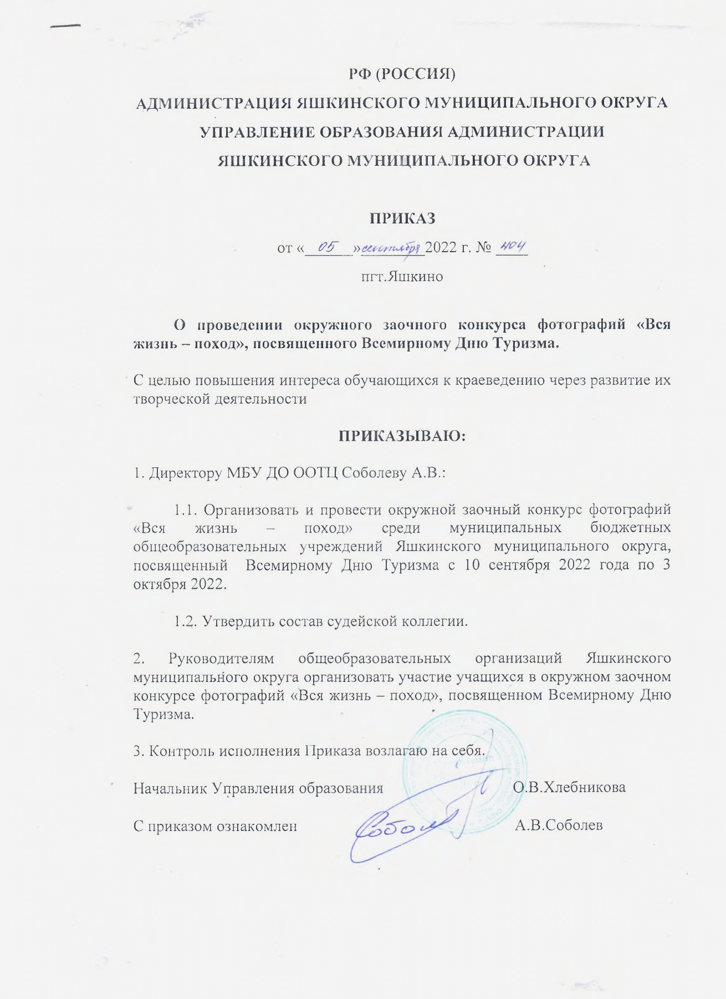 РФ (РОССИЯ)
АДМИНИСТРАЦИЯ ЯШКИНСКОГО МУНИЦИПАЛЬНОГО ОКРУГА
УПРАВЛЕНИЕ ОБРАЗОВАНИЯ АДМИНИСТРАЦИИ
ЯШКИНСКОГО МУНИЦИПАЛЬНОГО ОКРУГА
ПРИКАЗ
от « 05 » сентября 2022 г. № 404
пгт.Яшкино
О проведении окружного заочного конкурса фотографий «Вся
жизнь – поход», посвященного Всемирному Дню Туризма.
С целью повышения интереса обучающихся к краеведению через развитие их
творческой деятельности
ПРИКАЗЫВАЮ:
1. Директору МБУ ДО ООТЦ Соболеву А.В.:
1.1. Организовать и провести окружной заочный конкурс фотографий
«Вся жизнь – поход» среди муниципальных бюджетных
общеобразовательных учреждений Яшкинского муниципального округа,
посвященный Всемирному Дню Туризма с 10 сентября 2022 года по 3
октября 2022.
1.2. Утвердить состав судейской коллегии.
2. Руководителям общеобразовательных организаций Яшкинского
муниципального округа организовать участие учащихся в окружном заочном
конкурсе фотографий «Вся жизнь – поход», посвященном Всемирному Дню
Туризма.
3. Контроль исполнения Приказа возлагаю на себя.
Начальник Управления образования О.В.Хлебникова
С приказом ознакомлен А.В.Соболев